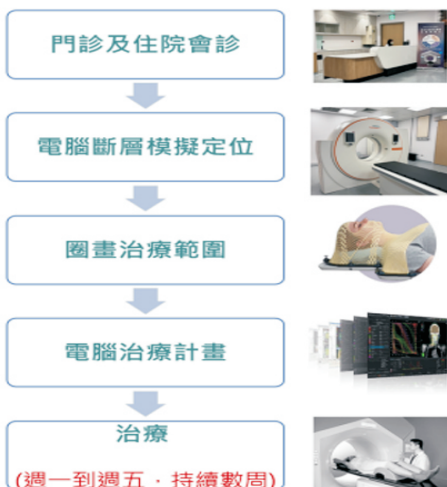 門診及住院會診
電腦斷層模擬定位
圈畫治療範圍
電腦治療計畫
治療
(週一到週五，持續數周)